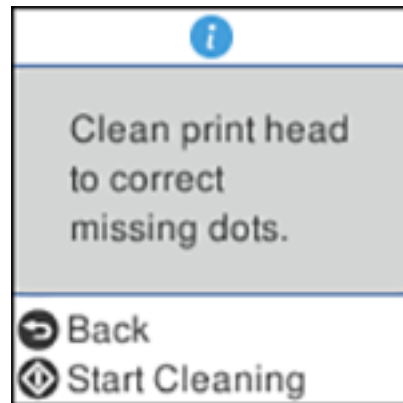 Clean print head
to correct
missing dots.
Back
Start Cleaning